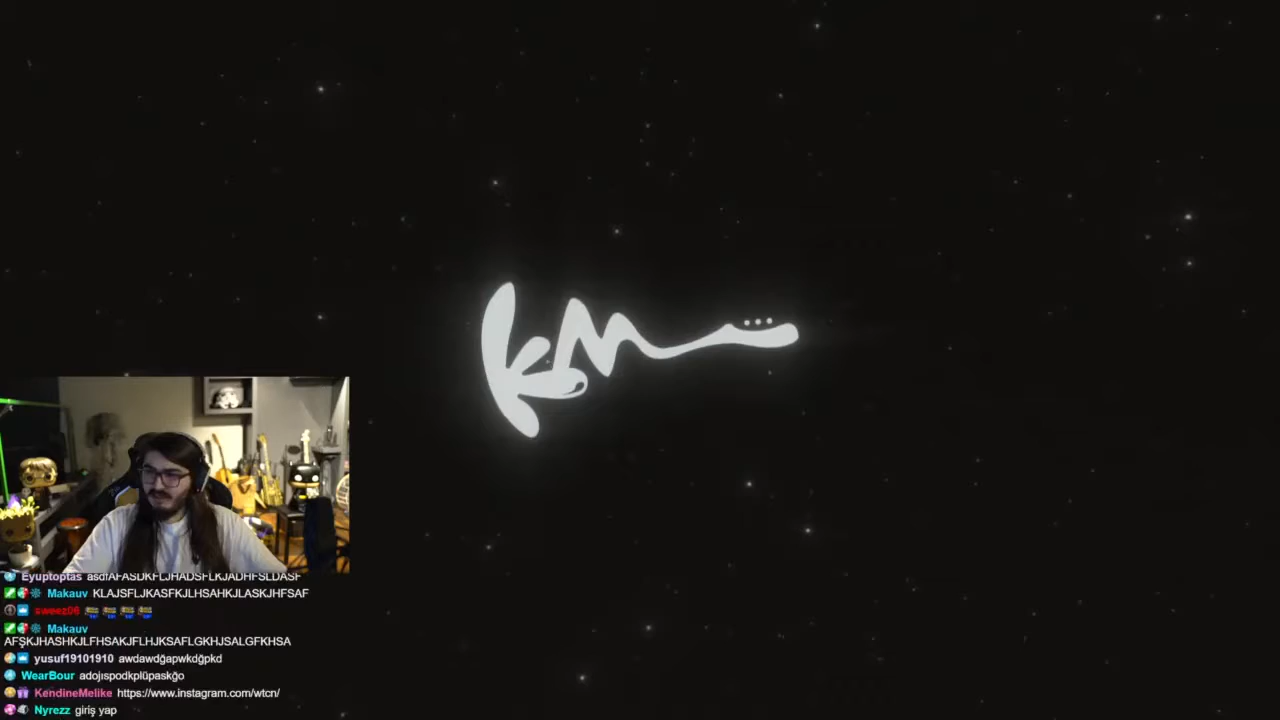 KM
Eyuptoptas asdfAFASDKFLJHADSFLKJADHFSLDASF
Makauv KLAJSFLJKASFKJLHSAHKJLASKJHFSAF
sweez06
Makauv
AFŞKJHASHKJLFHSAKJFLHJKSAFLGKHJSALGFKHSA
yusuf19101910 awdawdğapwkdğpkd
WearBour adojıspodkplüpaskğo
KendineMelike https://www.instagram.com/wtcn/
Nyrezz giriş yap